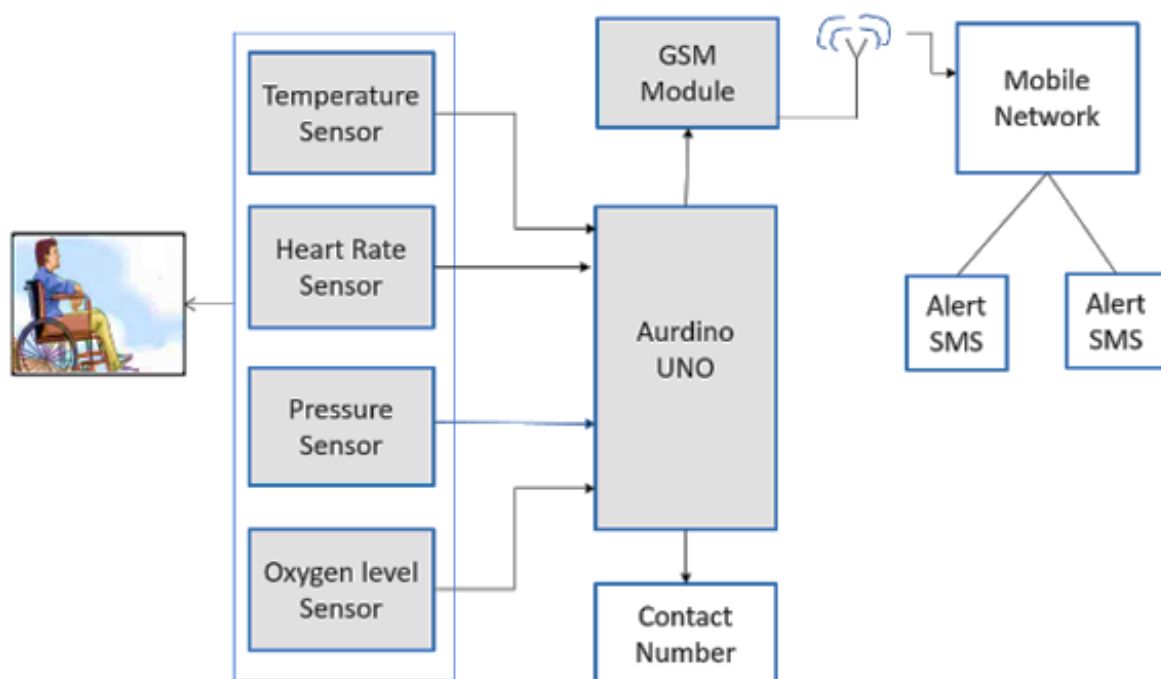 Temperature
Sensor
Heart Rate
Sensor
Pressure
Sensor
Oxygen level
Sensor
GSM
Module
Aurdino
UNO
Contact
Number
Mobile
Network
Alert
SMS
Alert
SMS